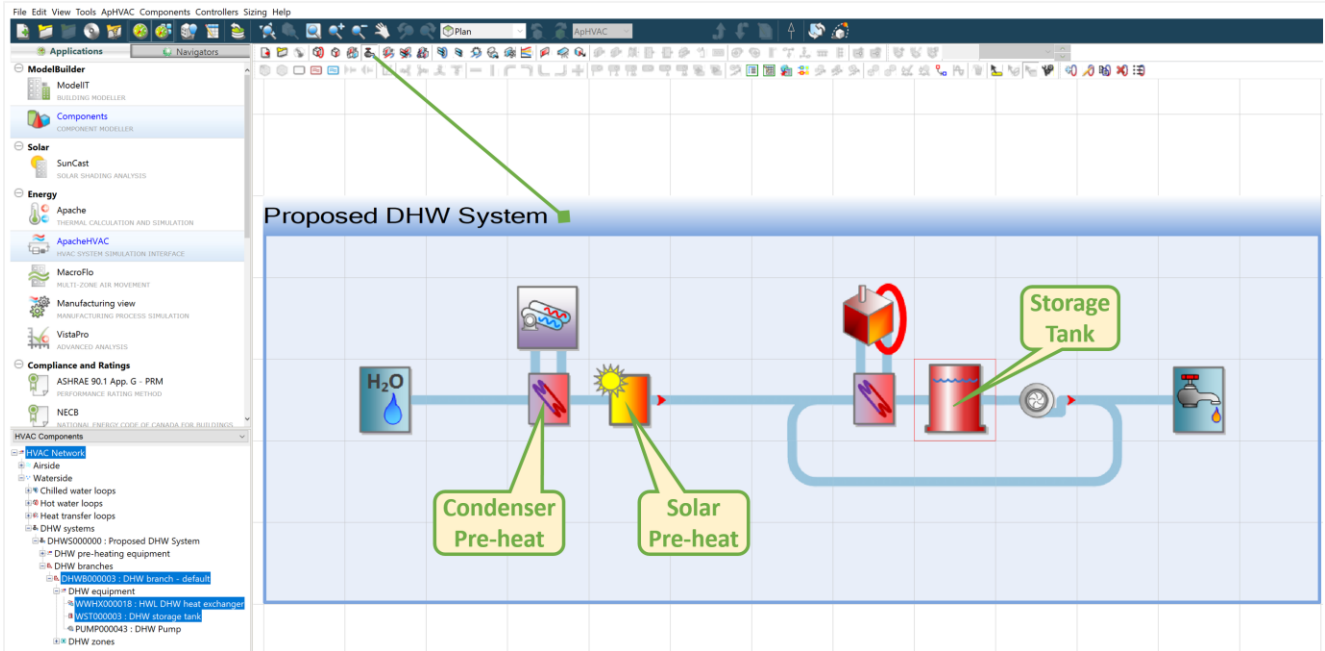 File Edit View Tools ApHVAC Components Controllers Sizing Help
Plan
ApHVAC
Applications
Navigators
ModelBuilder
ModelIT
BUILDING MODELLER
Components
COMPONENT MODELLER
Solar
SunCast
SOLAR SHADING ANALYSIS
Energy
Apache
THERMAL CALCULATION AND SIMULATION
ApacheHVAC
HVAC SYSTEM SIMULATION INTERFACE
MacroFlo
MULTI-ZONE AIR MOVEMENT
Manufacturing view
MANUFACTURING PROCESS SIMULATION
VistaPro
ADVANCED ANALYSIS
Compliance and Ratings
ASHRAE 90.1 App. G - PRM
PERFORMANCE RATING METHOD
NECB
NATIONAL ENERGY CODE OF CANADA FOR BUILDINGS
HVAC Components
HVAC Network
Airside
Waterside
Chilled water loops
Hot water loops
Heat transfer loops
DHW systems
DHWS000000 : Proposed DHW System
DHW pre-heating equipment
DHW branches
DHWB000003 : DHW branch - default
DHW equipment
WWHX000018 : HWL DHW heat exchanger
WST000003 : DHW storage tank
PUMP000043 : DHW Pump
DHW zones
Proposed DHW System
H₂O
Storage
Tank
Condenser
Pre-heat
Solar
Pre-heat